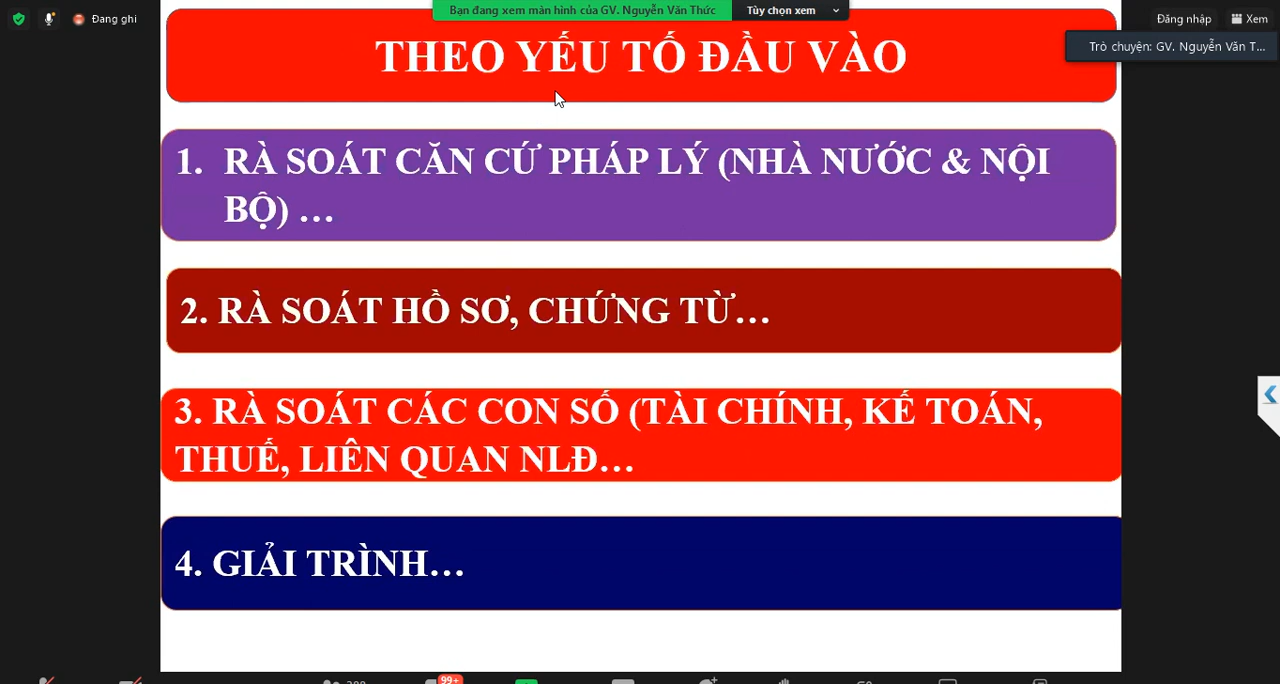 Bạn đang xem màn hình của GV. Nguyễn Văn Thức
Tùy chọn xem
Đang ghi
Đăng nhập
Xem
Trò chuyện: GV. Nguyễn Văn T...
THEO YẾU TỐ ĐẦU VÀO
1. RÀ SOÁT CĂN CỨ PHÁP LÝ (NHÀ NƯỚC & NỘI
BỘ) …
2. RÀ SOÁT HỒ SƠ, CHỨNG TỪ…
3. RÀ SOÁT CÁC CON SỐ (TÀI CHÍNH, KẾ TOÁN,
THUẾ, LIÊN QUAN NLĐ…
4. GIẢI TRÌNH…
99+